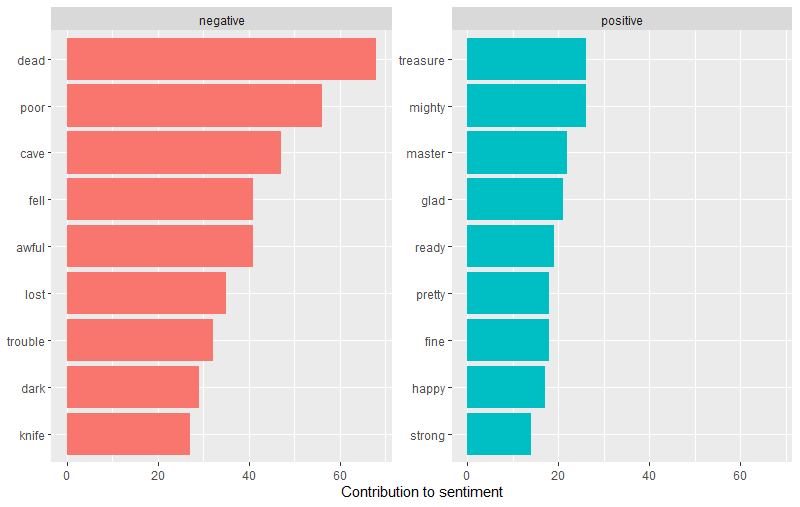 negative
positive
dead
poor
cave
fell
awful
lost
trouble
dark
knife
0 20 40 60
treasure
mighty
master
glad
ready
pretty
fine
happy
strong
0 20 40 60
Contribution to sentiment